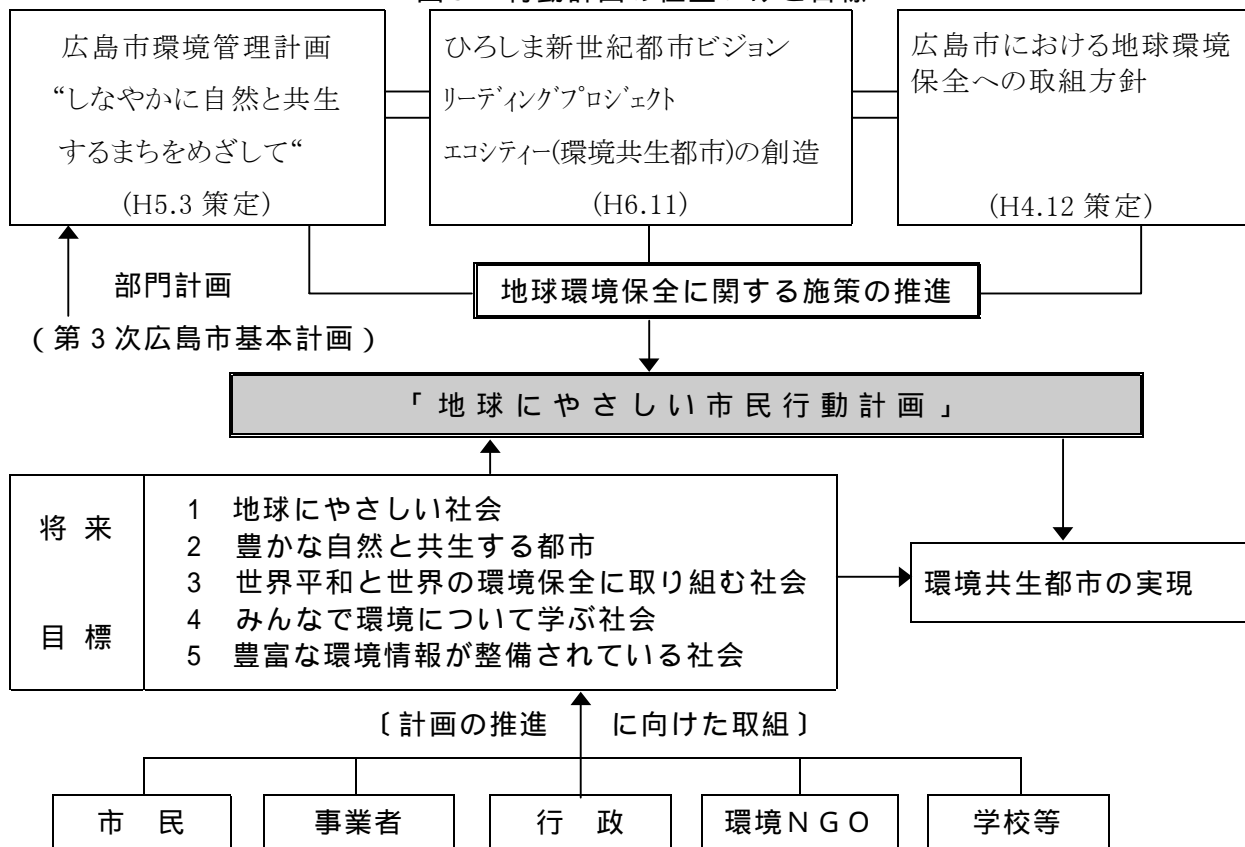 広島市環境管理計画
“しなやかに自然と共生
するまちをめざして“
(H5.3 策定)
ひろしま新世紀都市ビジョン
ﾘｰﾃﾞｨﾝｸﾞﾌﾟﾛｼﾞｪｸﾄ
ｴｺｼﾃｨｰ(環境共生都市)の創造
(H6.11)
広島市における地球環境
保全への取組方針
(H4.12 策定)
部門計画
(第3次広島市基本計画)
地球環境保全に関する施策の推進
「地球にやさしい市民行動計画」
将 来
目 標
1 地球にやさしい社会
2 豊かな自然と共生する都市
3 世界平和と世界の環境保全に取り組む社会
4 みんなで環境について学ぶ社会
5 豊富な環境情報が整備されている社会
環境共生都市の実現
〔計画の推進 に向けた取組〕
市 民
事業者
行 政
環境NGO
学校等